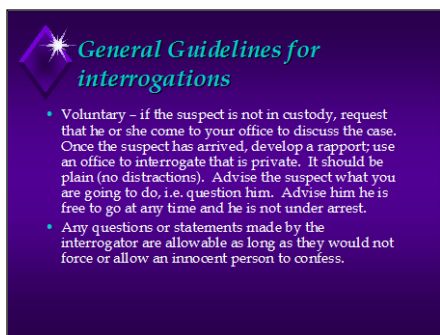 General Guidelines for
interrogations
• Voluntary – if the suspect is not in custody, request
that he or she come to your office to discuss the case.
Once the suspect has arrived, develop a rapport; use
an office to interrogate that is private.  It should be
plain (no distractions).  Advise the suspect what you
are going to do, i.e. question him.  Advise him he is
free to go at any time and he is not under arrest.
• Any questions or statements made by the
interrogator are allowable as long as they would not
force or allow an innocent person to confess.